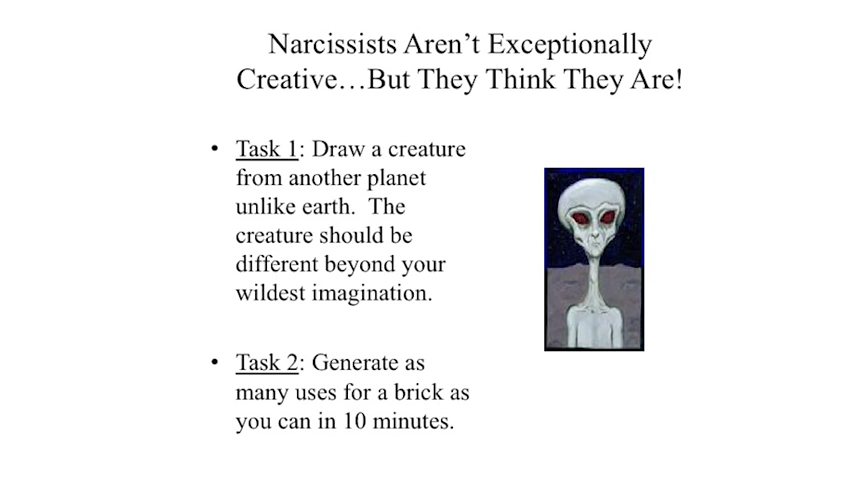 Narcissists Aren’t Exceptionally
Creative…But They Think They Are!
• Task 1: Draw a creature
from another planet
unlike earth.  The
creature should be
different beyond your
wildest imagination.
• Task 2: Generate as
many uses for a brick as
you can in 10 minutes.